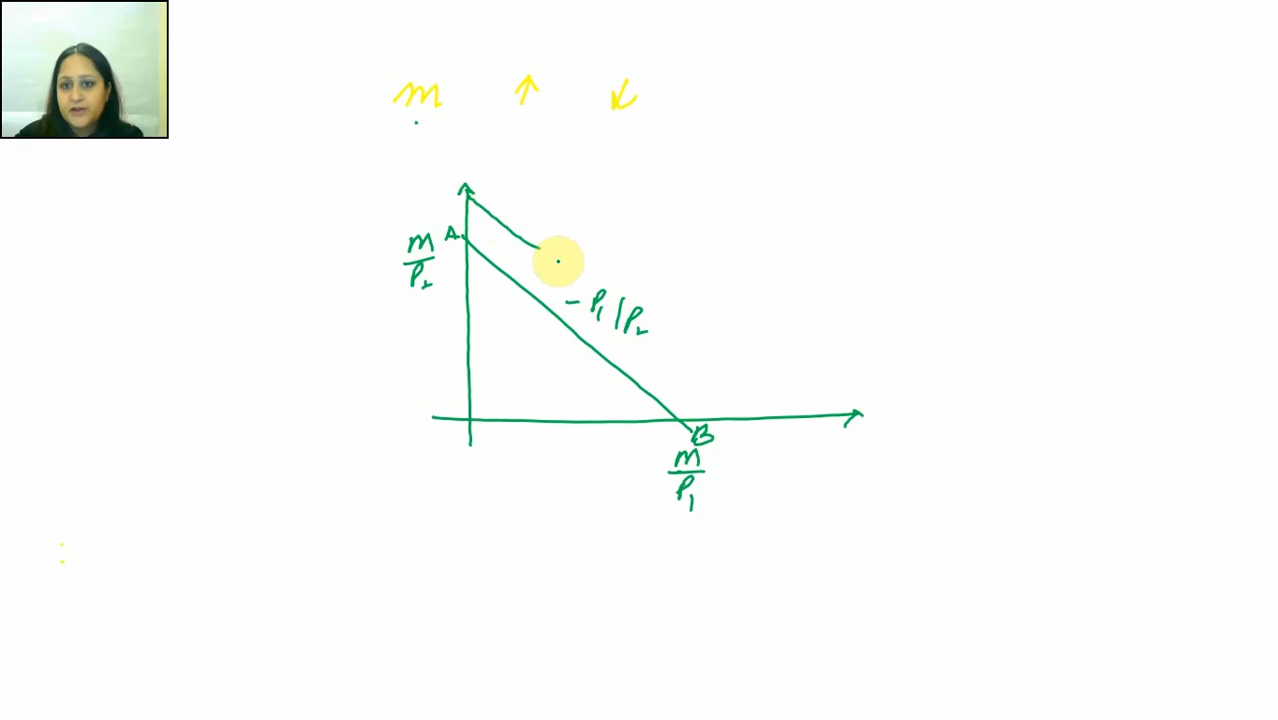 m ↑ ↓
A
m/P₂
-P₁/P₂
B
m/P₁